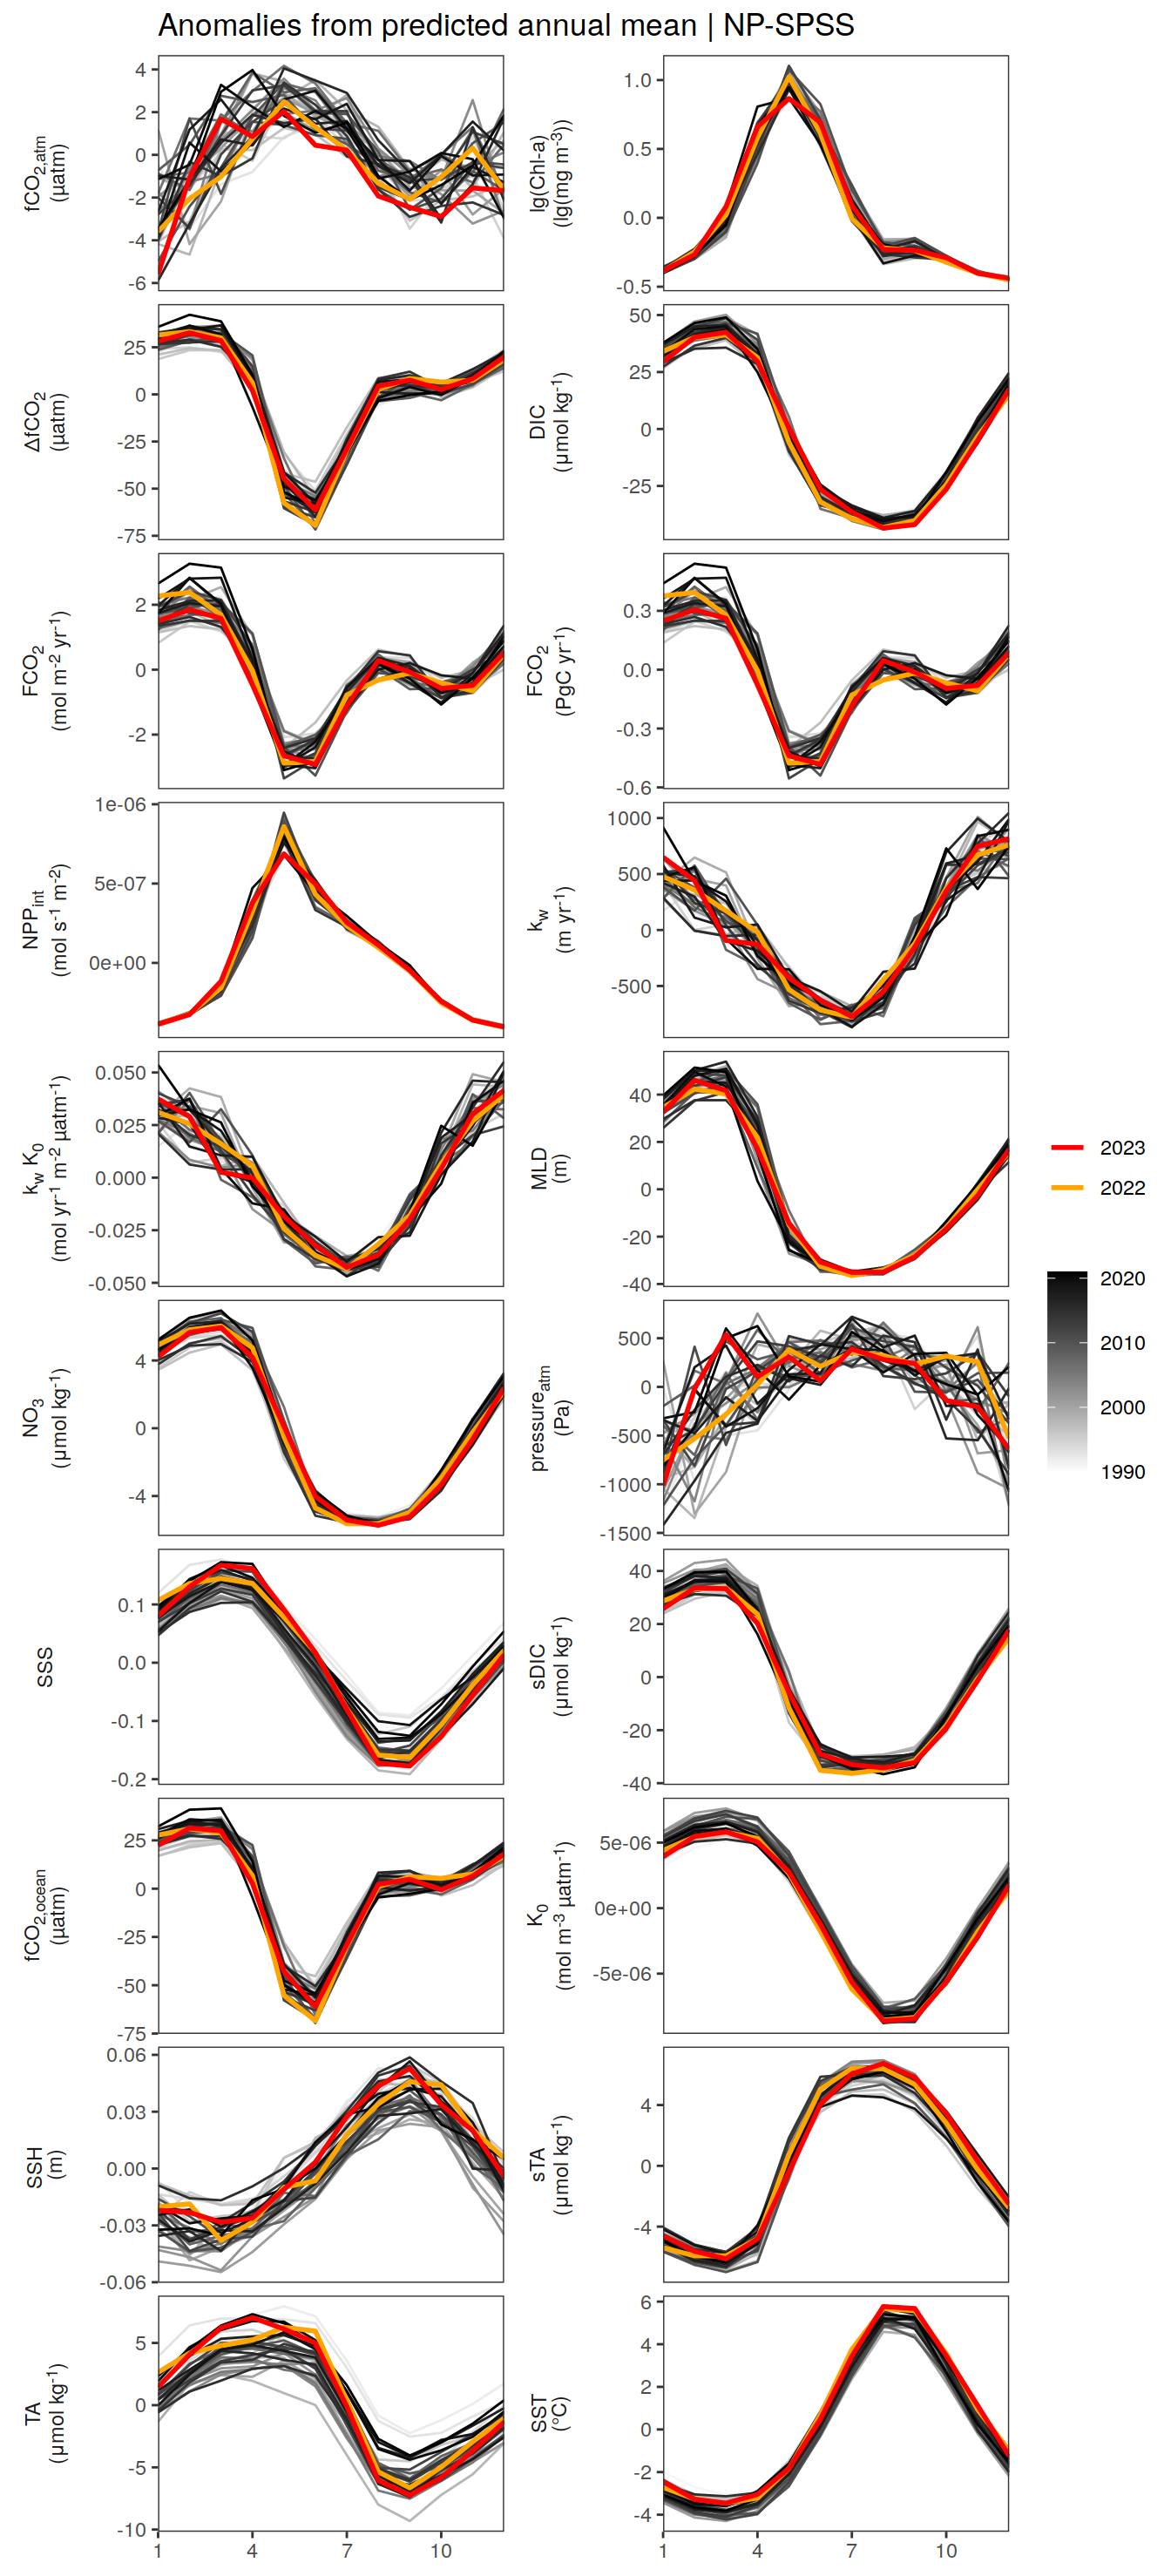 Anomalies from predicted annual mean | NP-SPSS
fCO2,atm
(µatm)
4
2
0
-2
-4
-6
lg(Chl-a)
(lg(mg m-3))
1.0
0.5
0.0
-0.5
ΔfCO2
(µatm)
25
0
-25
-50
-75
DIC
(µmol kg-1)
50
25
0
-25
FCO2
(mol m-2 yr-1)
2
0
-2
FCO2
(PgC yr-1)
0.3
0.0
-0.3
-0.6
NPPint
(mol s-1 m-2)
1e-06
5e-07
0e+00
kw
(m yr-1)
1000
500
0
-500
kw K0
(mol yr-1 m-2 µatm-1)
0.050
0.025
0.000
-0.025
-0.050
MLD
(m)
40
20
0
-20
-40
NO3
(µmol kg-1)
4
0
-4
pressureatm
(Pa)
500
0
-500
-1000
-1500
SSS
0.1
0.0
-0.1
-0.2
sDIC
(µmol kg-1)
40
20
0
-20
-40
fCO2,ocean
(µatm)
25
0
-25
-50
-75
K0
(mol m-3 µatm-1)
5e-06
0e+00
-5e-06
SSH
(m)
0.06
0.03
0.00
-0.03
-0.06
sTA
(µmol kg-1)
4
0
-4
TA
(µmol kg-1)
5
0
-5
-10
SST
(°C)
6
4
2
0
-2
-4
1 4 7 10
1 4 7 10
2023
2022
2020
2010
2000
1990